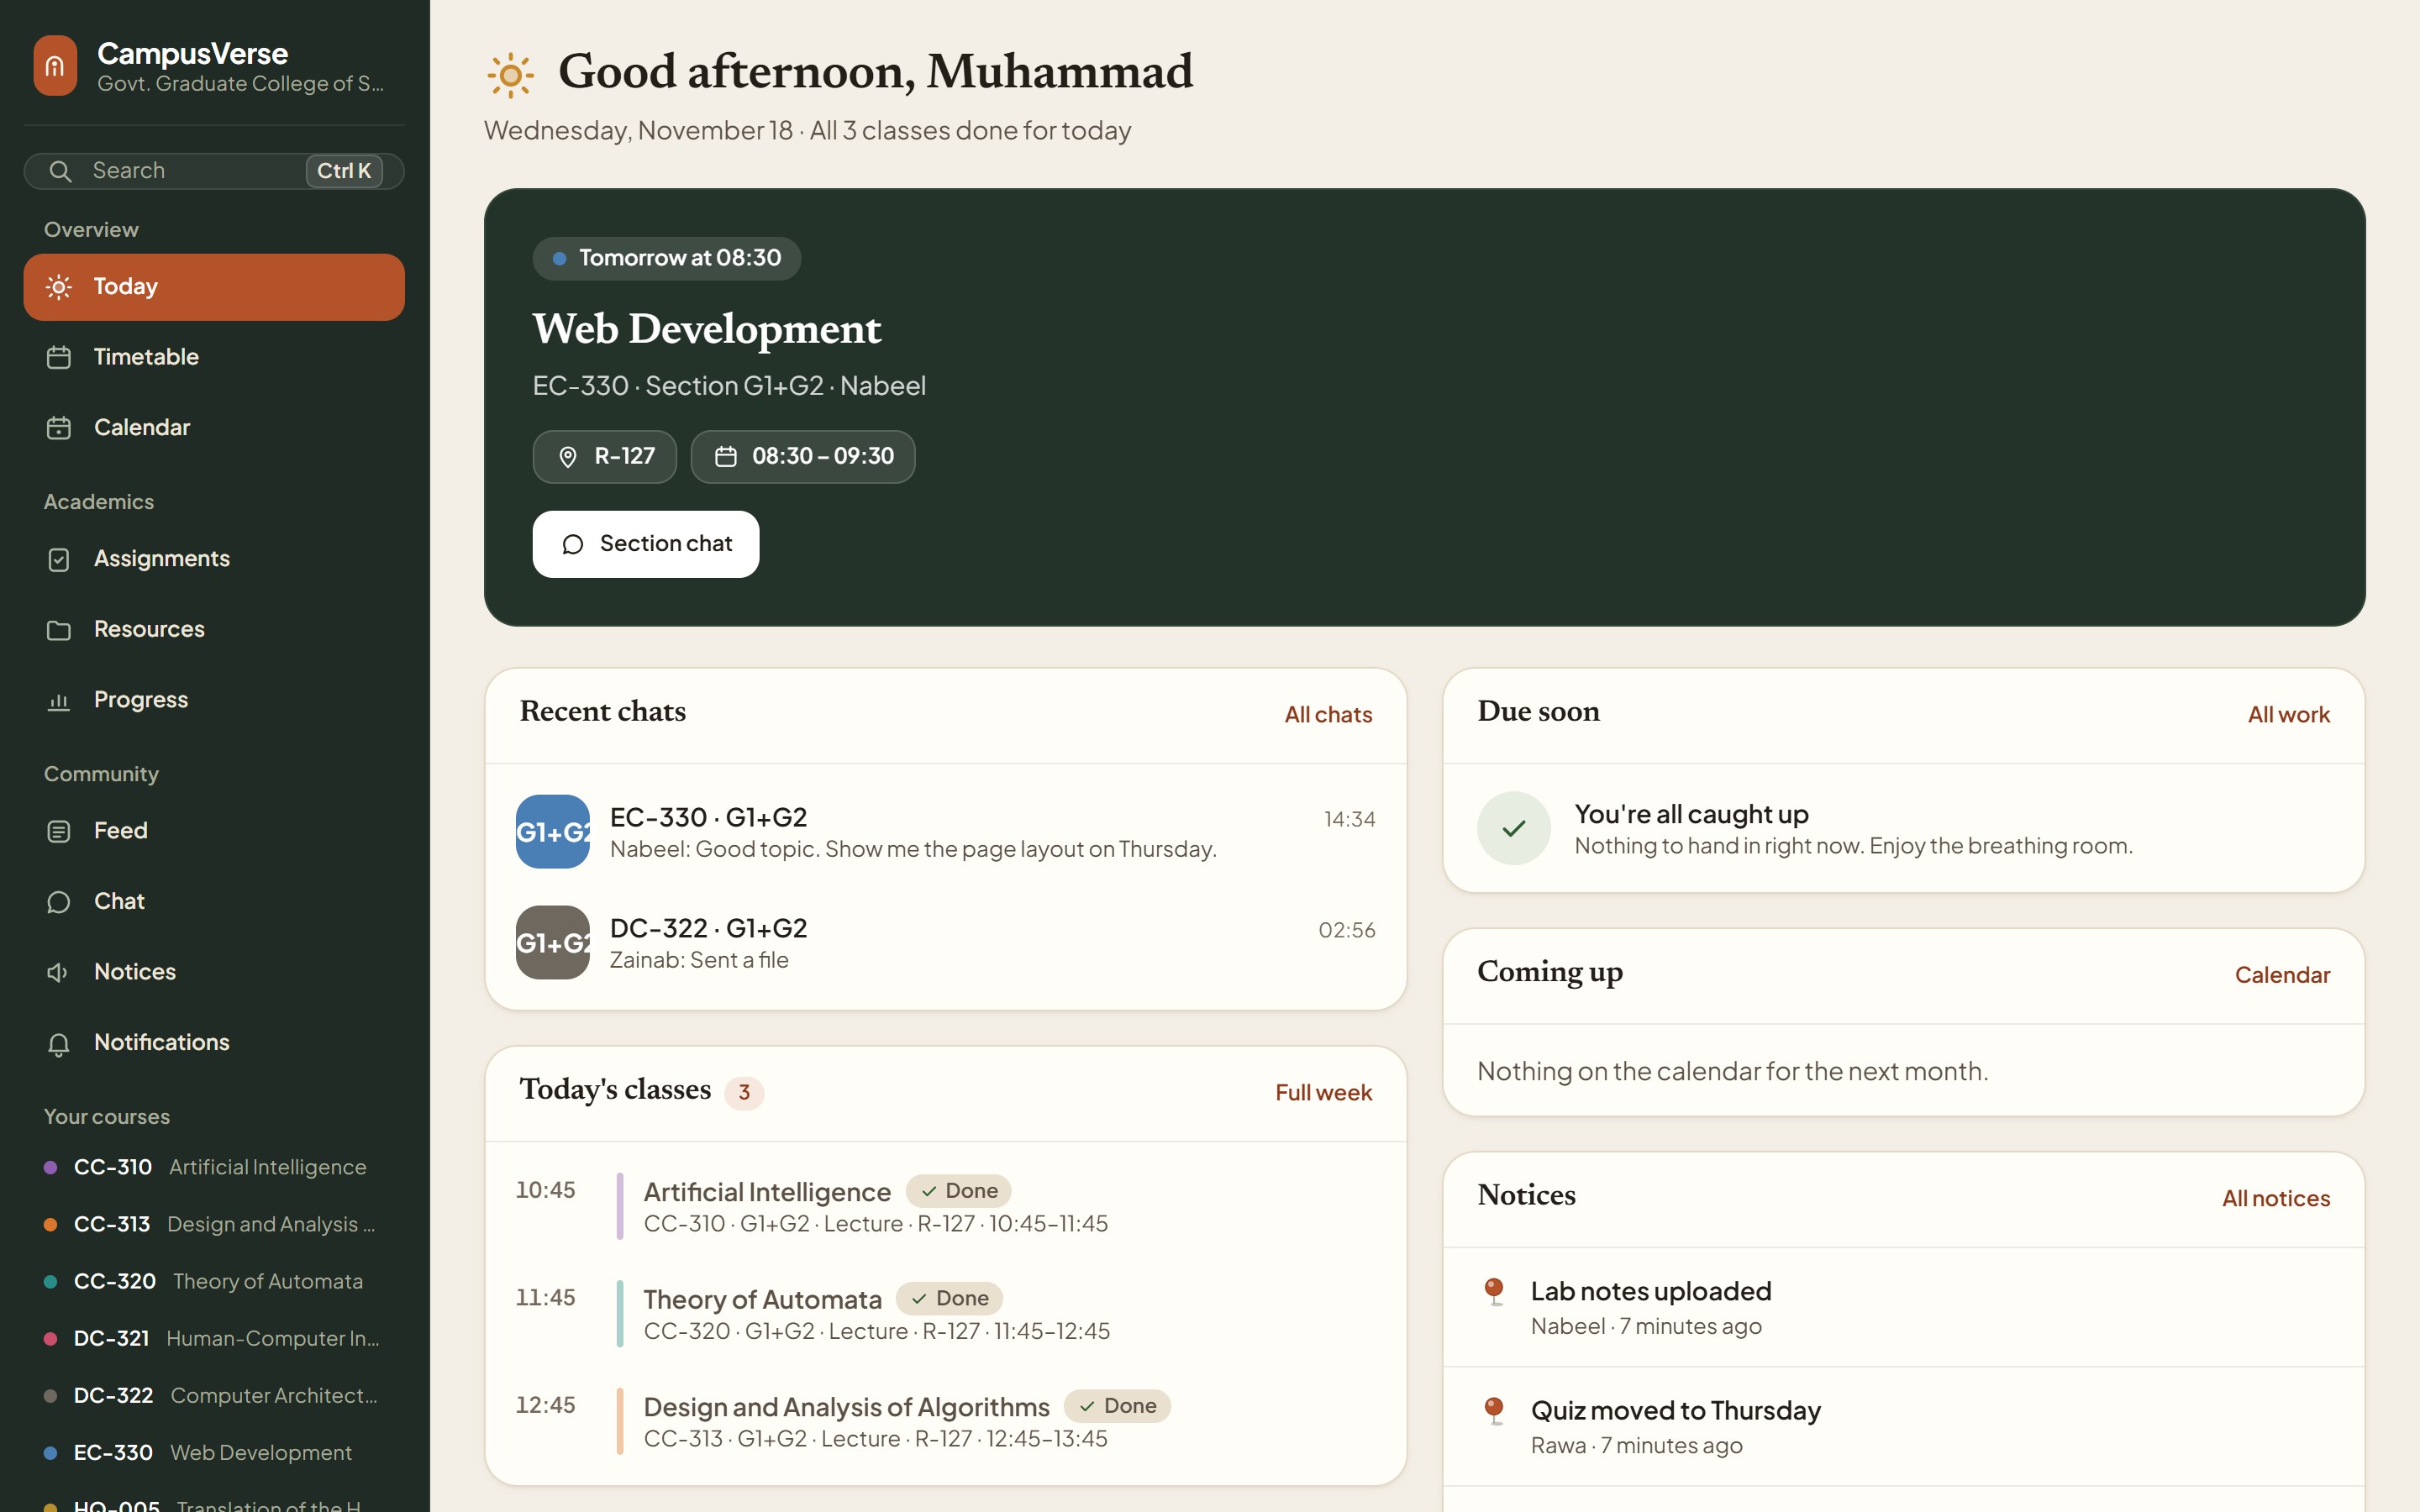 CampusVerse
Govt. Graduate College of S...
Search
Ctrl K
Overview
Today
Timetable
Calendar
Academics
Assignments
Resources
Progress
Community
Feed
Chat
Notices
Notifications
Your courses
CC-310 Artificial Intelligence
CC-313 Design and Analysis ...
CC-320 Theory of Automata
DC-321 Human-Computer In...
DC-322 Computer Architect...
EC-330 Web Development
HQ-005 Translation of the H...
Good afternoon, Muhammad
Wednesday, November 18 · All 3 classes done for today
Tomorrow at 08:30
Web Development
EC-330 · Section G1+G2 · Nabeel
R-127
08:30 – 09:30
Section chat
Recent chats
All chats
G1+G2
EC-330 · G1+G2
14:34
Nabeel: Good topic. Show me the page layout on Thursday.
G1+G2
DC-322 · G1+G2
02:56
Zainab: Sent a file
Today's classes 3
Full week
10:45
Artificial Intelligence
Done
CC-310 · G1+G2 · Lecture · R-127 · 10:45–11:45
11:45
Theory of Automata
Done
CC-320 · G1+G2 · Lecture · R-127 · 11:45–12:45
12:45
Design and Analysis of Algorithms
Done
CC-313 · G1+G2 · Lecture · R-127 · 12:45–13:45
Due soon
All work
You're all caught up
Nothing to hand in right now. Enjoy the breathing room.
Coming up
Calendar
Nothing on the calendar for the next month.
Notices
All notices
Lab notes uploaded
Nabeel · 7 minutes ago
Quiz moved to Thursday
Rawa · 7 minutes ago